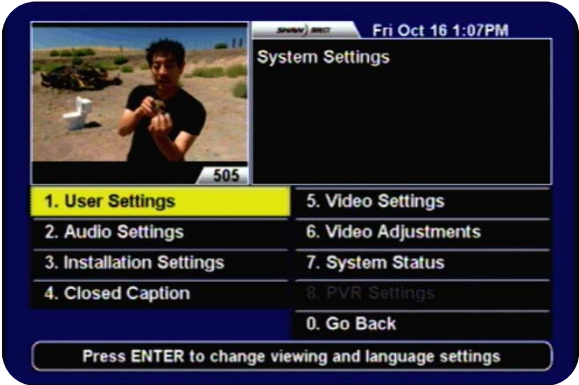 SHAW) DIRECT
Fri Oct 16 1:07PM
System Settings
505
1. User Settings
2. Audio Settings
3. Installation Settings
4. Closed Caption
5. Video Settings
6. Video Adjustments
7. System Status
8. PVR Settings
0. Go Back
Press ENTER to change viewing and language settings